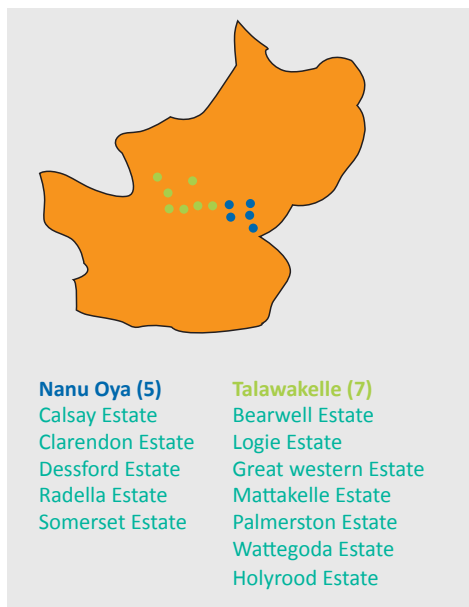 Nanu Oya (5)
Calsay Estate
Clarendon Estate
Dessford Estate
Radella Estate
Somerset Estate
Talawakelle (7)
Bearwell Estate
Logie Estate
Great western Estate
Mattakelle Estate
Palmerston Estate
Wattegoda Estate
Holyrood Estate